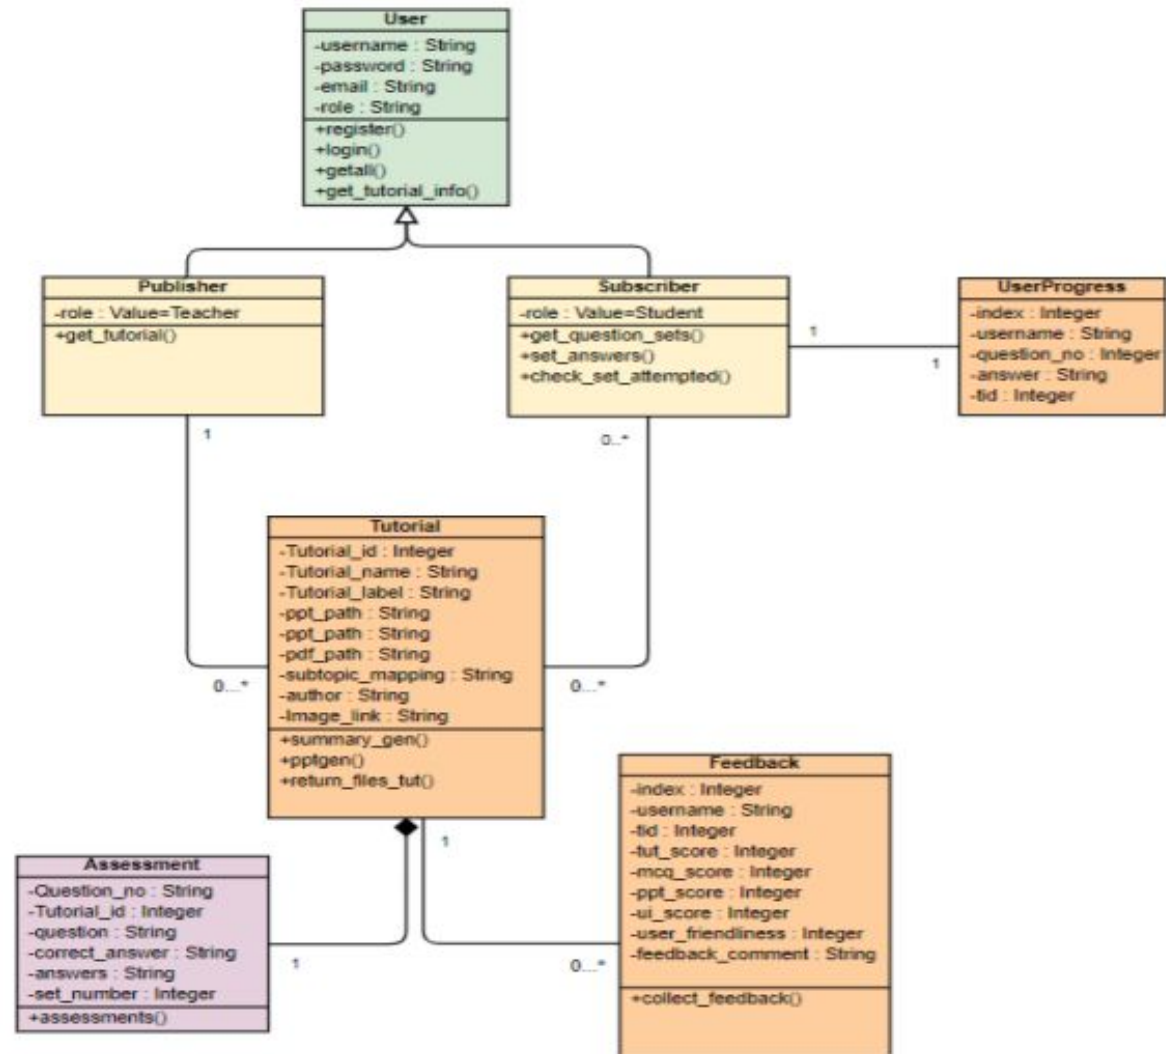 User
-username : String
-password : String
-email : String
-role : String
+register()
+login()
+getall()
+get_tutorial_info()
Publisher
-role : Value=Teacher
+get_tutorial()
Subscriber
-role : Value=Student
+get_question_sets()
+set_answers()
+check_set_attempted()
1
1
UserProgress
-index : Integer
-username : String
-question_no : Integer
-answer : String
-tid : Integer
1
0..*
Tutorial
-Tutorial_id : Integer
-Tutorial_name : String
-Tutorial_label : String
-ppt_path : String
-ppt_path : String
-pdf_path : String
-subtopic_mapping : String
-author : String
-Image_link : String
+summary_gen()
+pptgen()
+return_files_tut()
0...*
0...*
1
Feedback
-index : Integer
-username : String
-tid : Integer
-tut_score : Integer
-mcq_score : Integer
-ppt_score : Integer
-ui_score : Integer
-user_friendliness : Integer
-feedback_comment : String
+collect_feedback()
0...*
Assessment
-Question_no : String
-Tutorial_id : Integer
-question : String
-correct_answer : String
-answers : String
-set_number : Integer
+assessments()
1